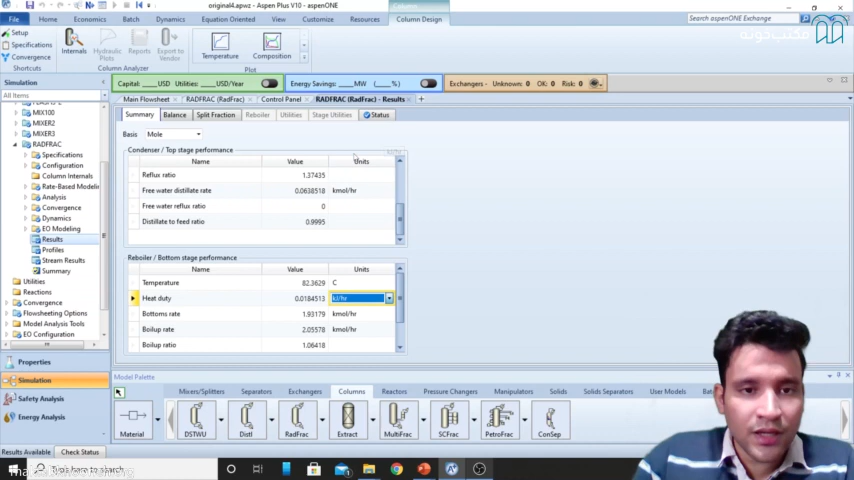 original4.apwz - Aspen Plus V10 - aspenONE
Columns
File Home Economics Batch Dynamics Equation Oriented View Customize Resources Column Design
Search aspenONE Exchange
مکتب‌خونه
Setup
Specifications
Convergence
Shortcuts
Internals
Hydraulic Plots
Reports
Export to Vendor
Column Analyzer
Temperature
Composition
Plot
Simulation
All Items
Capital: ____USD Utilities: ____USD/Year
Energy Savings: ____MW (____%)
Exchangers - Unknown: 0 OK: 0 Risk: 0
Main Flowsheet RADFRAC (RadFrac) Control Panel RADFRAC (RadFrac) - Results
Summary Balance Split Fraction Reboiler Utilities Stage Utilities Status
Basis Mole
MIX100
MIXER2
MIXER3
RADFRAC
Specifications
Configuration
Column Internals
Rate-Based Modelin
Analysis
Convergence
Dynamics
EO Modeling
Results
Profiles
Stream Results
Summary
Utilities
Reactions
Convergence
Flowsheeting Options
Model Analysis Tools
EO Configuration
Condenser / Top stage performance
Name Value Units
Reflux ratio 1.37435
Free water distillate rate 0.0638518 kmol/hr
Free water reflux ratio 0
Distillate to feed ratio 0.9995
Reboiler / Bottom stage performance
Name Value Units
Temperature 82.3629 C
Heat duty 0.0184513 kJ/hr
Bottoms rate 1.93179 kmol/hr
Boilup rate 2.05578 kmol/hr
Boilup ratio 1.06418
Properties
Simulation
Safety Analysis
Energy Analysis
Model Palette
Mixers/Splitters Separators Exchangers Columns Reactors Pressure Changers Manipulators Solids Solids Separators User Models
Material DSTWU Distl RadFrac Extract MultiFrac SCFrac PetroFrac ConSep
Results Available Check Status
Type here to search